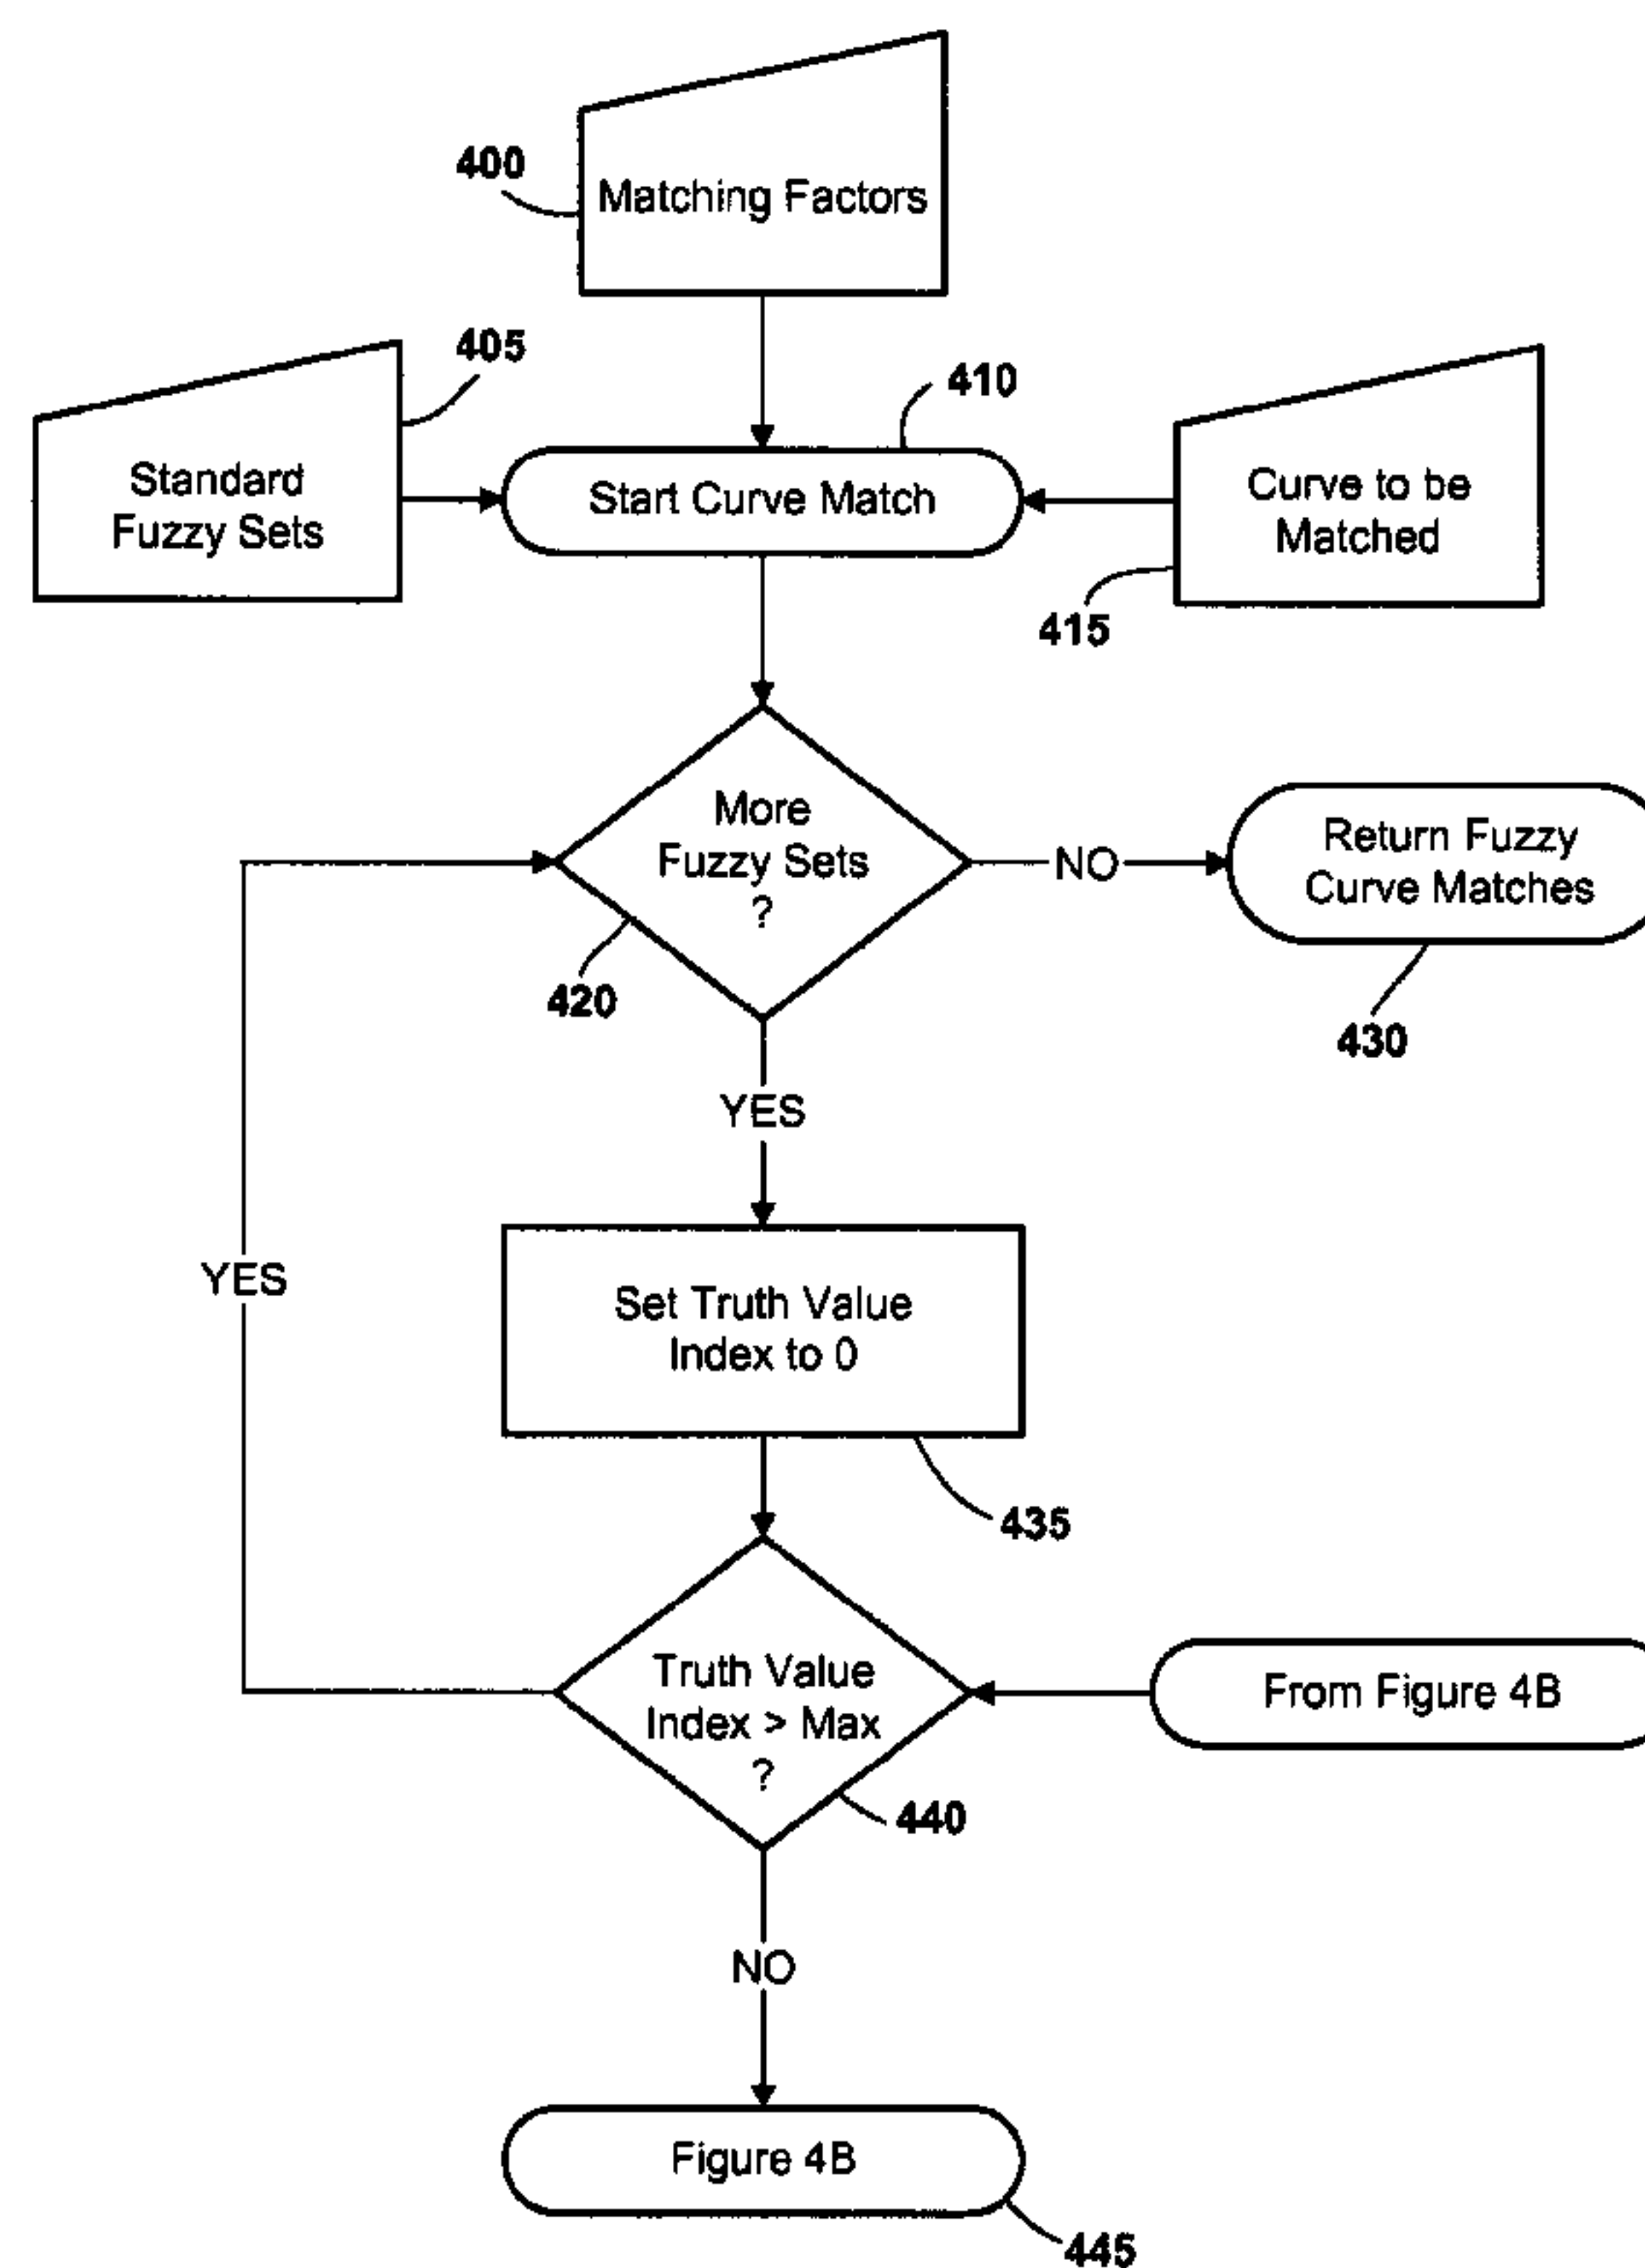 400
Matching Factors
405
410
Standard
Fuzzy Sets
Start Curve Match
Curve to be
Matched
415
More
Fuzzy Sets
?
NO
Return Fuzzy
Curve Matches
420
430
YES
YES
Set Truth Value
Index to 0
435
Truth Value
Index > Max
?
From Figure 4B
440
NO
Figure 4B
445